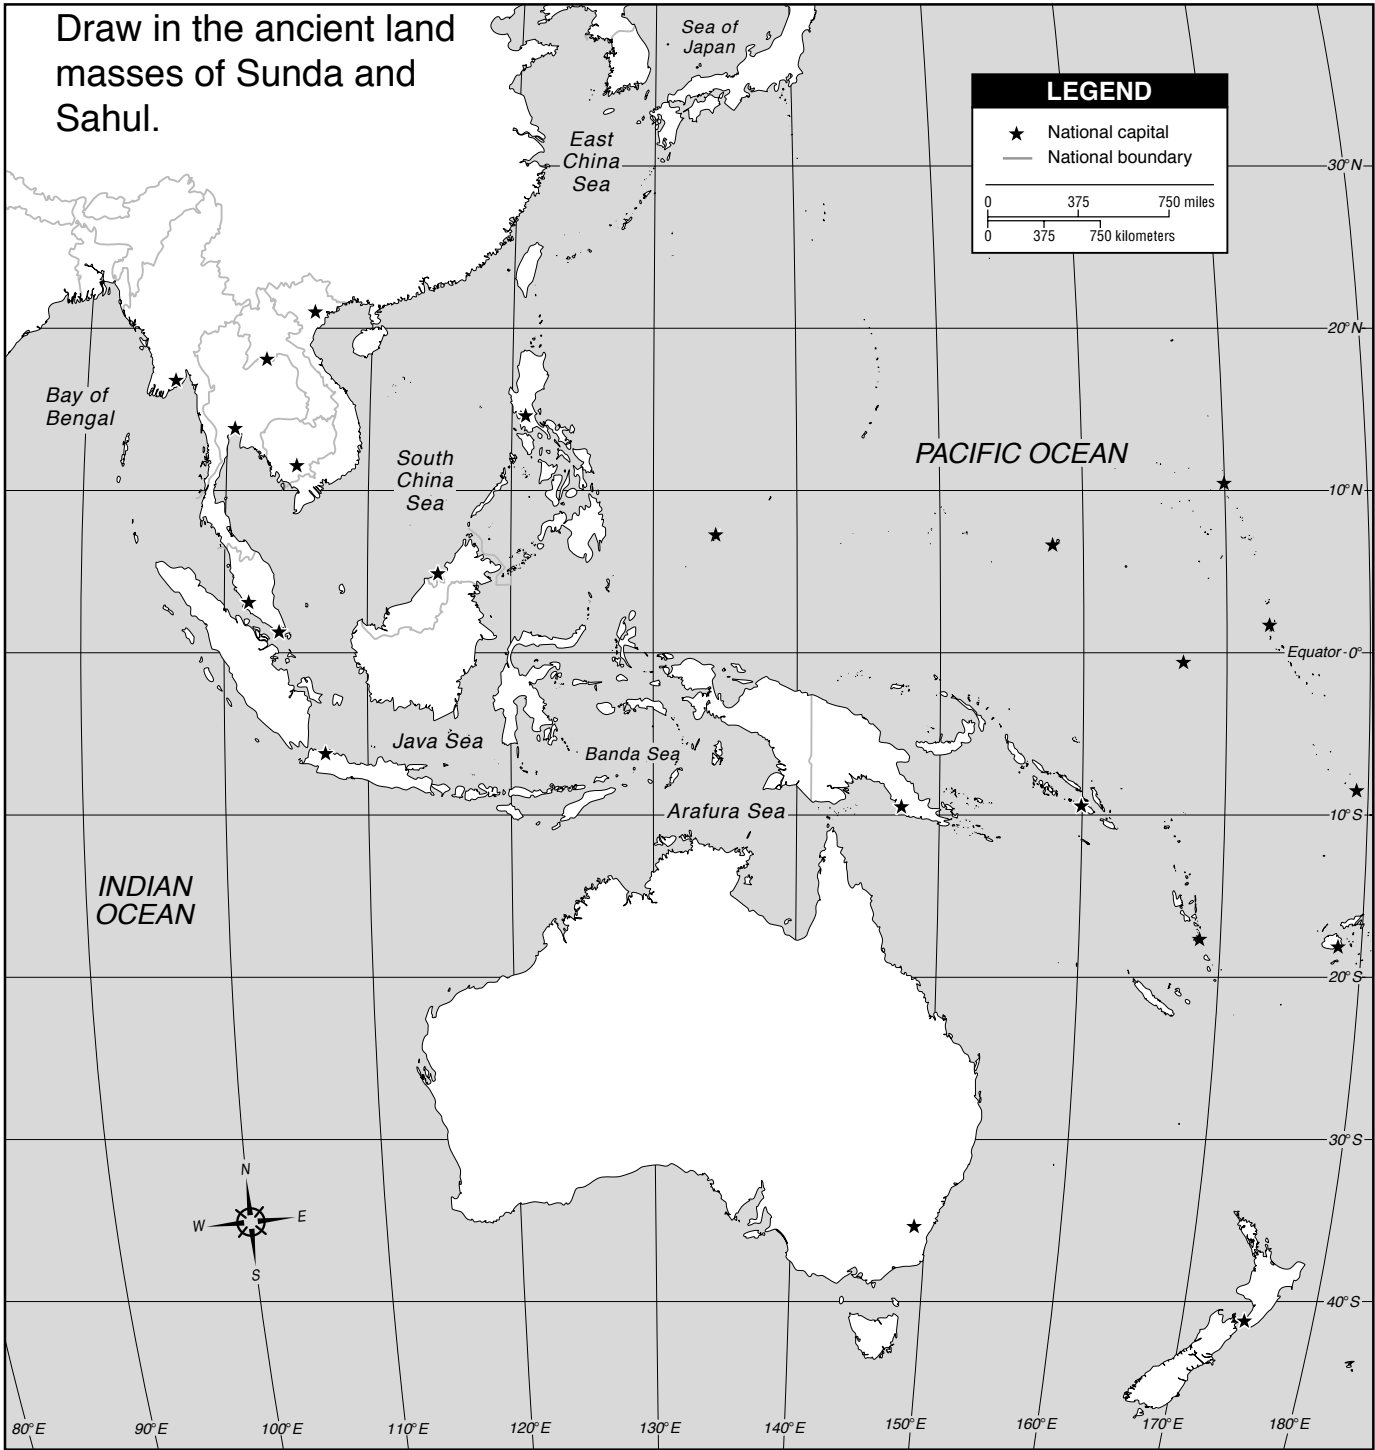 Draw in the ancient land
masses of Sunda and
Sahul.
Sea of
Japan
LEGEND
National capital
National boundary
0 375 750 miles
0 375 750 kilometers
East
China
Sea
30°N
20°N
Bay of
Bengal
South
China
Sea
PACIFIC OCEAN
10°N
Equator 0°
Java Sea
Banda Sea
Arafura Sea
10°S
INDIAN
OCEAN
20°S
30°S
N
W
E
S
40°S
80°E 90°E 100°E 110°E 120°E 130°E 140°E 150°E 160°E 170°E 180°E